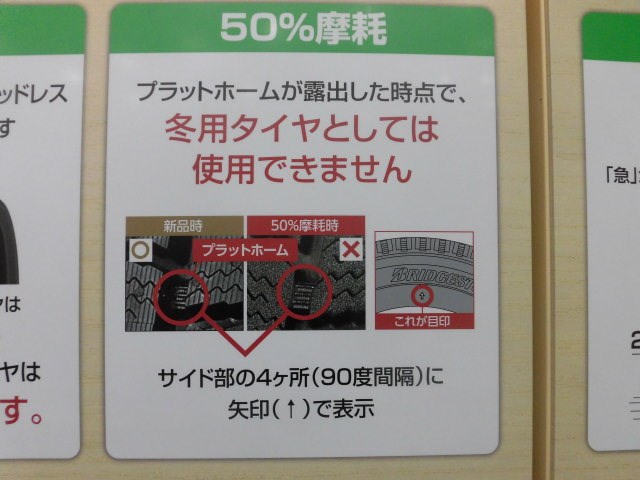 50%摩耗
プラットホームが露出した時点で、
冬用タイヤとしては
使用できません
新品時
50%摩耗時
プラットホーム
BRIDGEST
これが目印
サイド部の4ヶ所(90度間隔)に
矢印(↑)で表示
ッドレス
す
は
ヤは
す。
「急」
2